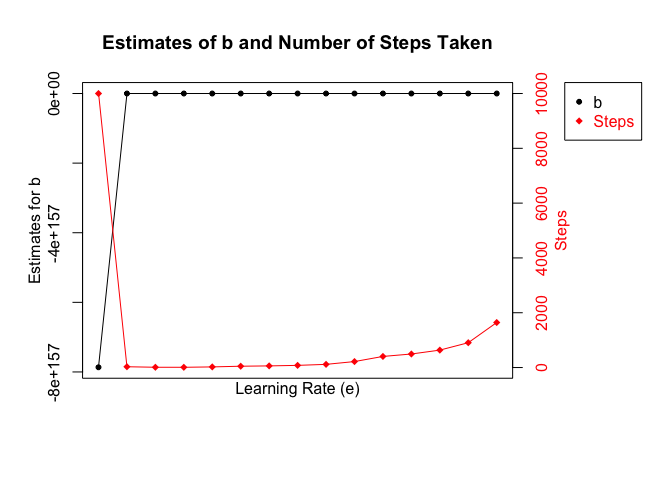 Estimates of b and Number of Steps Taken
Estimates for b
0e+00
-4e+157
-8e+157
Learning Rate (e)
10000
8000
6000
4000
2000
0
Steps
b
Steps